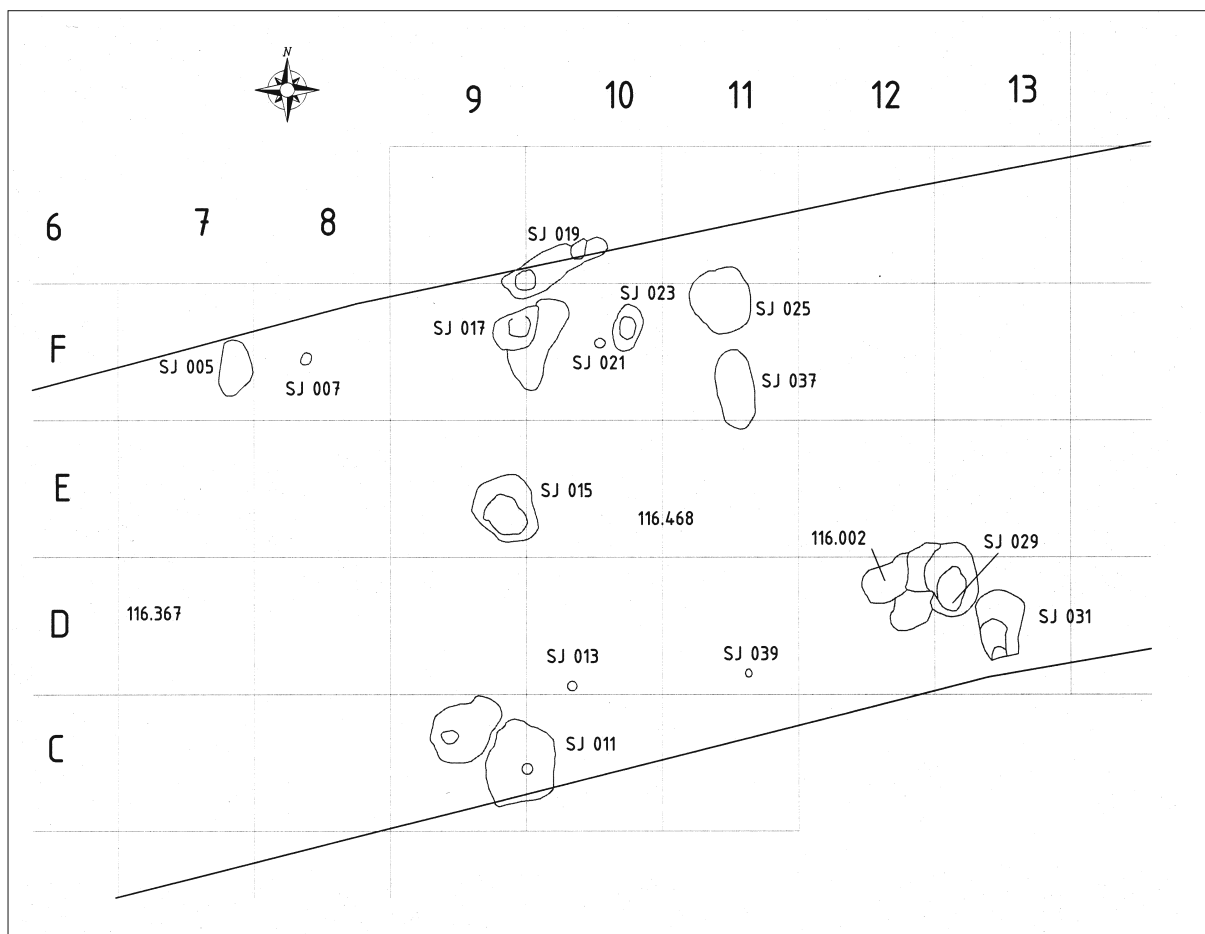 N
9 10 11 12 13
6 7 8
SJ 019
SJ 023
SJ 017
SJ 025
F
SJ 021
SJ 005
SJ 007
SJ 037
E
SJ 015
116.468
116.002
SJ 029
116.367
D
SJ 031
SJ 013
SJ 039
C
SJ 011